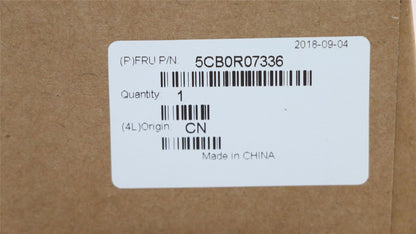 2018-09-04
(P)FRU P/N: 5CB0R07336
Quantity: 1
(4L)Origin: CN
Made in CHINA